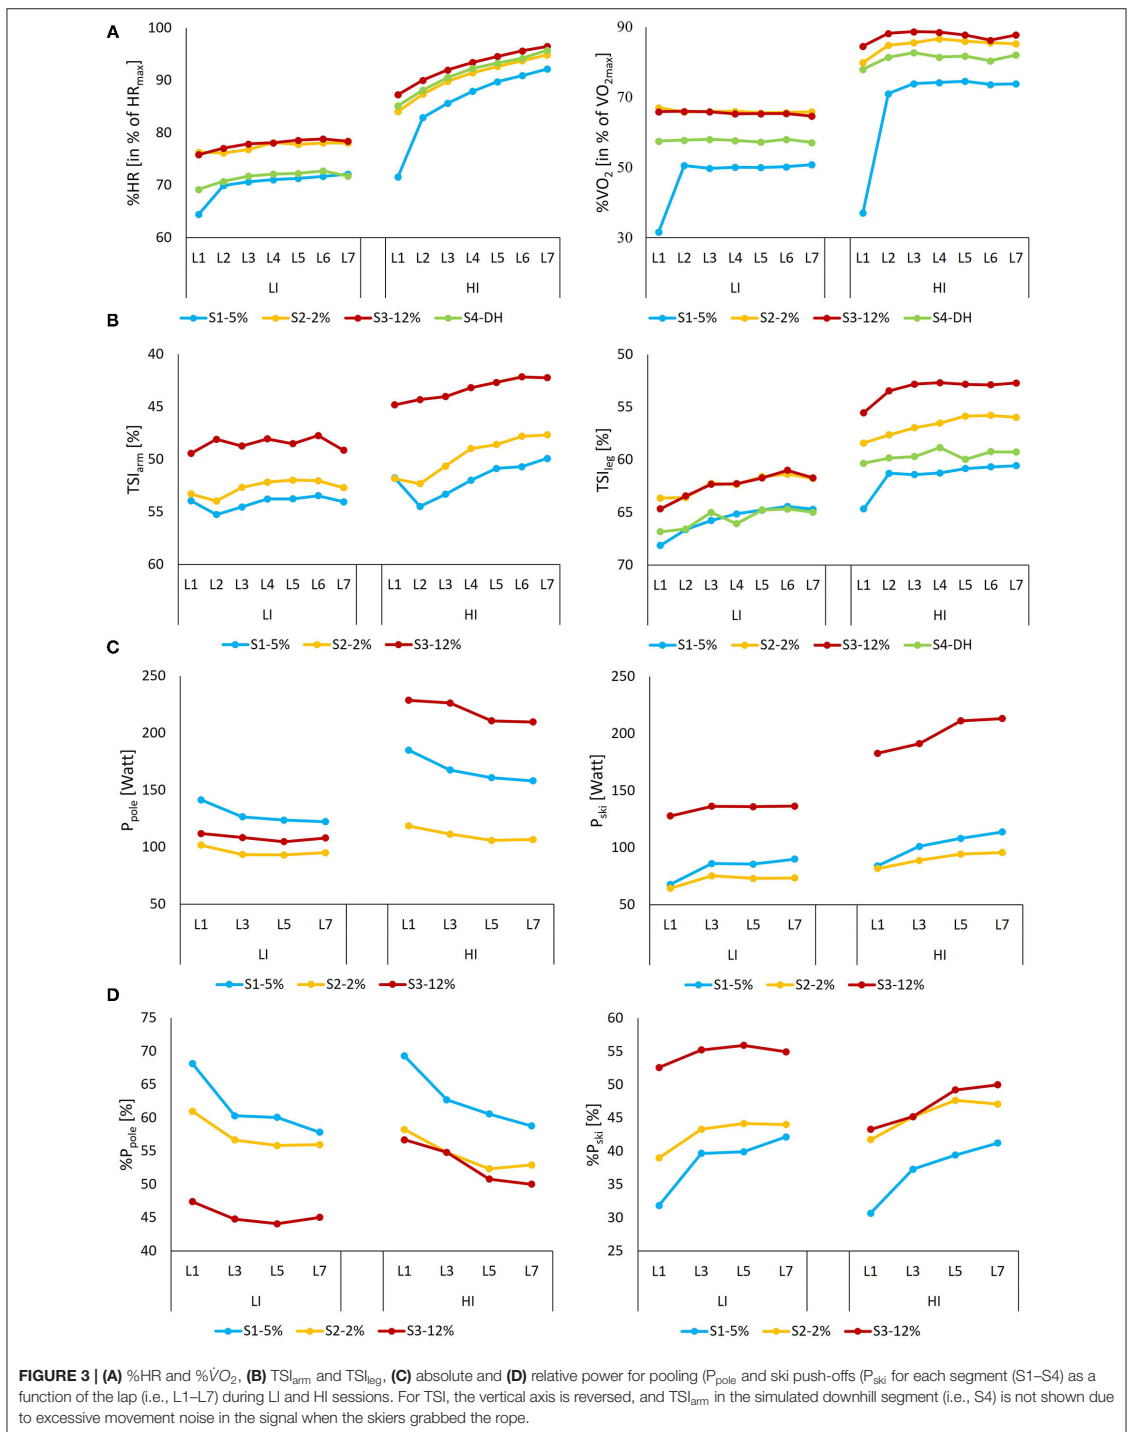 A
100
90
80
70
60
%HR [in % of HRmax]
L1 L2 L3 L4 L5 L6 L7 L1 L2 L3 L4 L5 L6 L7
LI HI
S1-5% S2-2% S3-12% S4-DH
90
70
50
30
%VO2 [in % of VO2max]
L1 L2 L3 L4 L5 L6 L7 L1 L2 L3 L4 L5 L6 L7
LI HI
S1-5% S2-2% S3-12% S4-DH
B
40
45
50
55
60
TSIarm [%]
L1 L2 L3 L4 L5 L6 L7 L1 L2 L3 L4 L5 L6 L7
LI HI
S1-5% S2-2% S3-12%
50
55
60
65
70
TSIleg [%]
L1 L2 L3 L4 L5 L6 L7 L1 L2 L3 L4 L5 L6 L7
LI HI
S1-5% S2-2% S3-12% S4-DH
C
250
200
150
100
50
Ppole [Watt]
L1 L3 L5 L7 L1 L3 L5 L7
LI HI
S1-5% S2-2% S3-12%
250
200
150
100
50
Pski [Watt]
L1 L3 L5 L7 L1 L3 L5 L7
LI HI
S1-5% S2-2% S3-12%
D
75
70
65
60
55
50
45
40
%Ppole [%]
L1 L3 L5 L7 L1 L3 L5 L7
LI HI
S1-5% S2-2% S3-12%
60
55
50
45
40
35
30
25
%Pski [%]
L1 L3 L5 L7 L1 L3 L5 L7
LI HI
S1-5% S2-2% S3-12%
FIGURE 3 | (A) %HR and %V̇O2, (B) TSIarm and TSIleg, (C) absolute and (D) relative power for pooling (Ppole and ski push-offs (Pski for each segment (S1–S4) as a
function of the lap (i.e., L1–L7) during LI and HI sessions. For TSI, the vertical axis is reversed, and TSIarm in the simulated downhill segment (i.e., S4) is not shown due
to excessive movement noise in the signal when the skiers grabbed the rope.